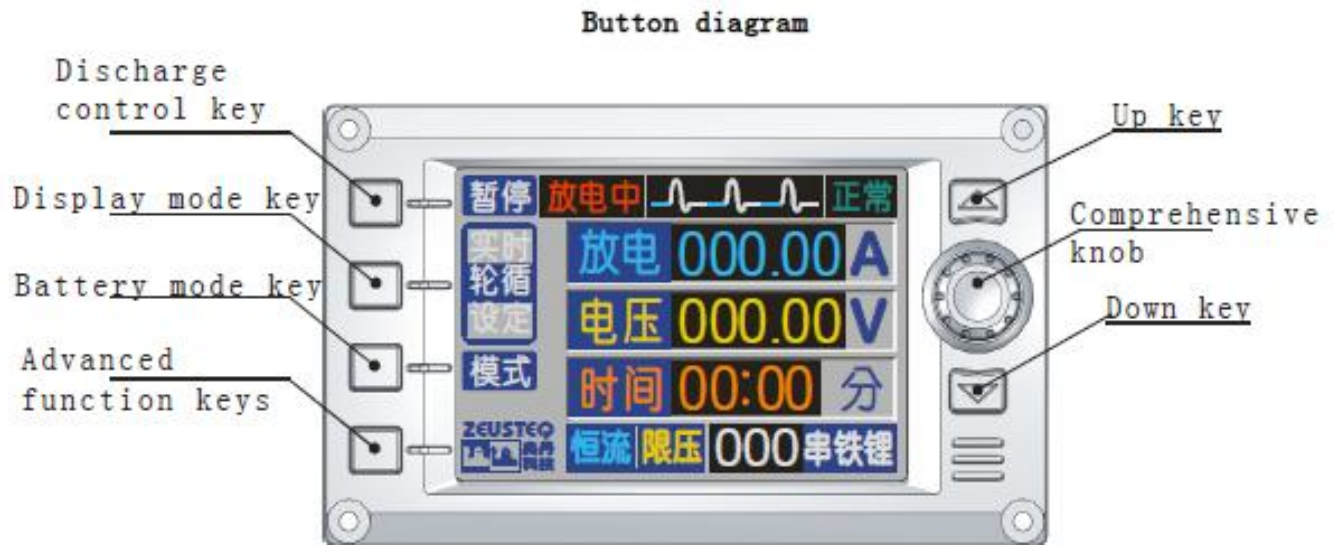 Button diagram
Discharge
control key
Display mode key
Battery mode key
Advanced
function keys
Up key
Comprehensive
knob
Down key
暂停 放电中 正常
实时
轮循
设定
模式
放电 000.00 A
电压 000.00 V
时间 00:00 分
ZEUSTEQ
科技
恒流 限压 000 串铁锂